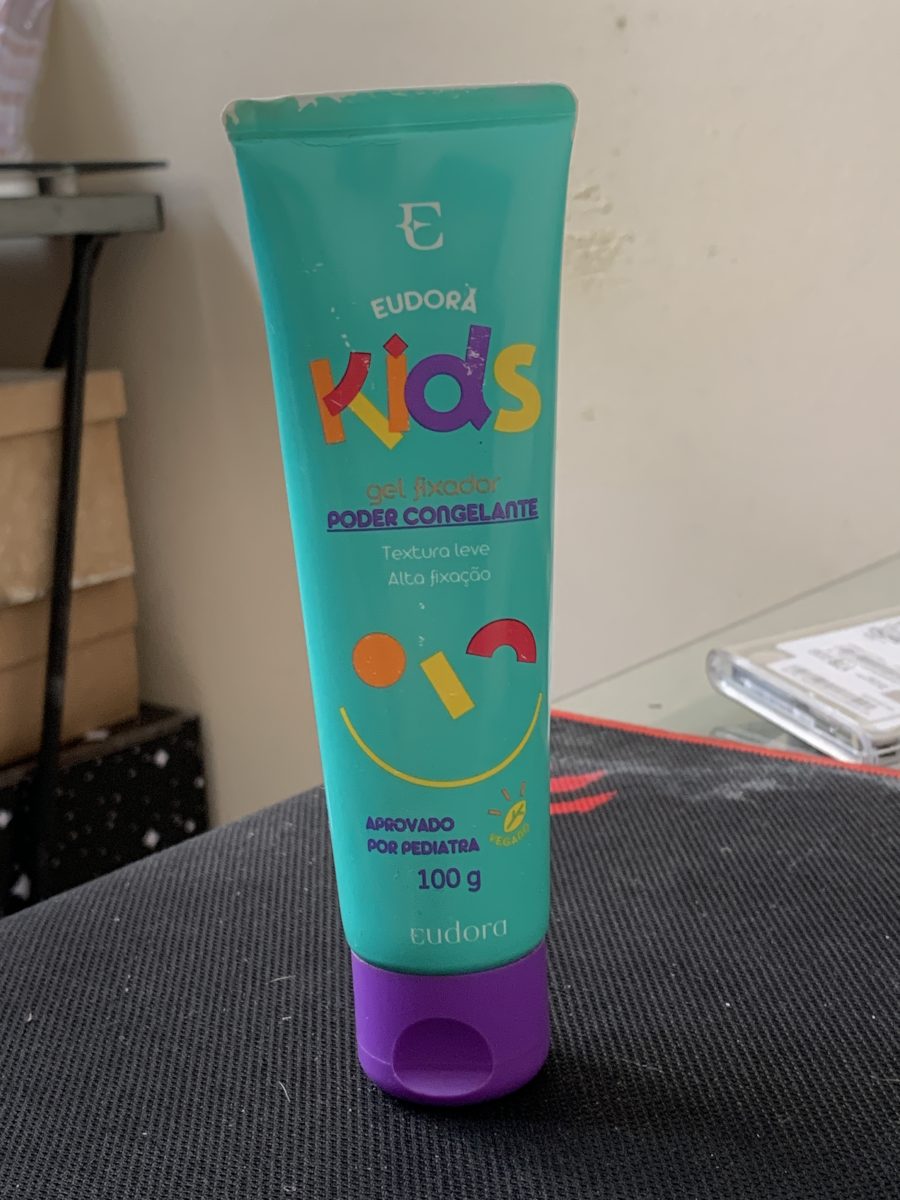 E
EUDORA
Kids
gel fixador
PODER CONGELANTE
Textura leve
Alta fixação
APROVADO
POR PEDIATRA
VEGANO
100 g
eudora